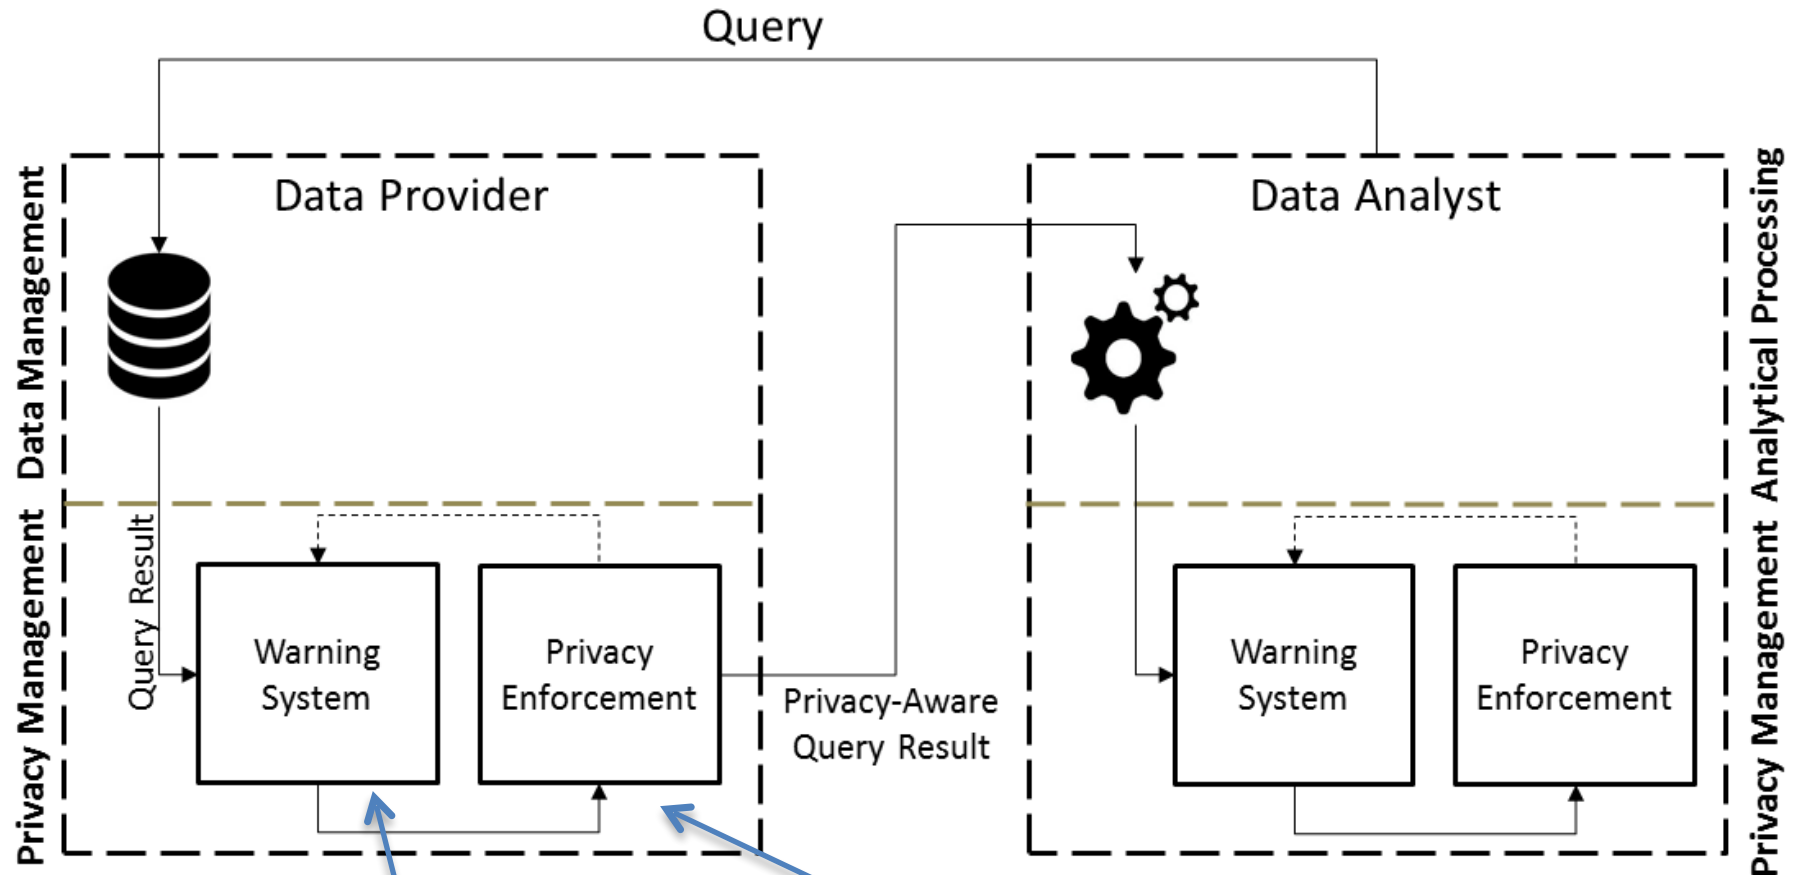 Query
Data Provider
Data Analyst
Data Management
Privacy Management
Query Result
Warning
System
Privacy
Enforcement
Privacy-Aware
Query Result
Warning
System
Privacy
Enforcement
Analytical Processing
Privacy Management